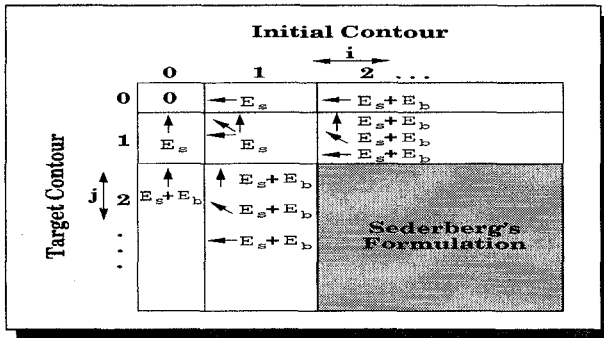 Initial Contour
i
0 1 2 ...
0 0 ← E_s ← E_s + E_b
1 E_s E_s E_s + E_b
E_s + E_b
E_s + E_b
Target Contour
j
2 E_s + E_b E_s + E_b
E_s + E_b
← E_s + E_b
Sederberg's
Formulation
.
.
.